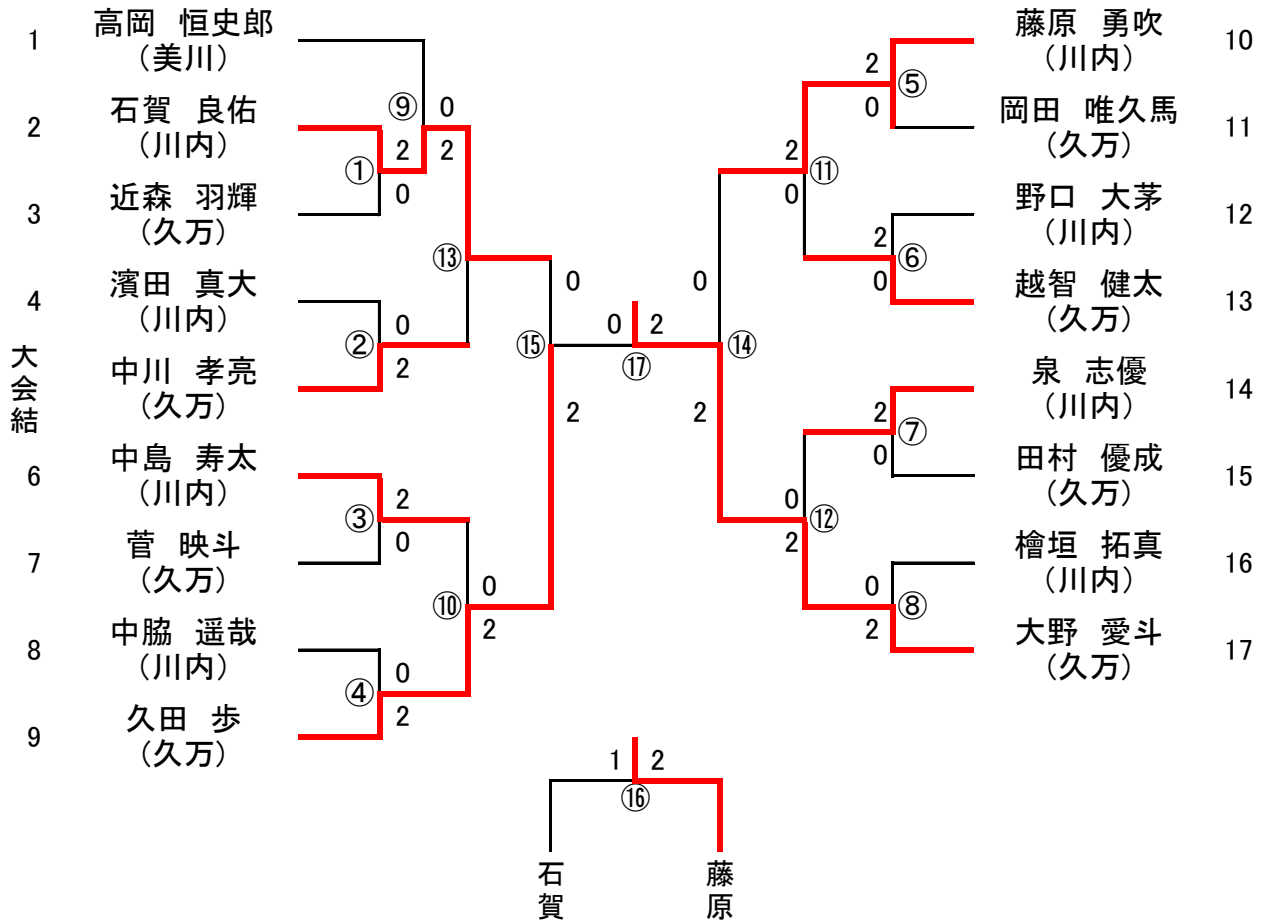 1
高岡 恒史郎
(美川)
2
石賀 良佑
(川内)
3
近森 羽輝
(久万)
4
濱田 真大
(川内)
大会結
中川 孝亮
(久万)
6
中島 寿太
(川内)
7
菅 映斗
(久万)
8
中脇 遥哉
(川内)
9
久田 歩
(久万)
⑨ 0
2
2
① 0
⑬
0
② 2
2
③ 0
0
⑩ 2
0
④ 2
0
⑮
2
0 2
⑰
0
⑭
2
2
⑪
0
2
⑤
0
2
⑥
0
2
⑦
0
0
⑫
2
0
⑧
2
藤原 勇吹
(川内)
10
岡田 唯久馬
(久万)
11
野口 大茅
(川内)
12
越智 健太
(久万)
13
泉 志優
(川内)
14
田村 優成
(久万)
15
檜垣 拓真
(川内)
16
大野 愛斗
(久万)
17
1 2
⑯
石賀
藤原